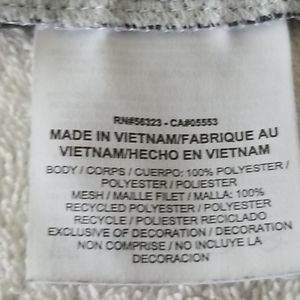 RN#56323 - CA#05553
MADE IN VIETNAM/FABRIQUE AU
VIETNAM/HECHO EN VIETNAM
BODY / CORPS / CUERPO: 100% POLYESTER /
POLYESTER / POLIESTER
MESH / MAILLE FILET / MALLA: 100%
RECYCLED POLYESTER / POLYESTER
RECYCLE / POLIESTER RECICLADO
EXCLUSIVE OF DECORATION / DECORATION
NON COMPRISE / NO INCLUYE LA
DECORACION